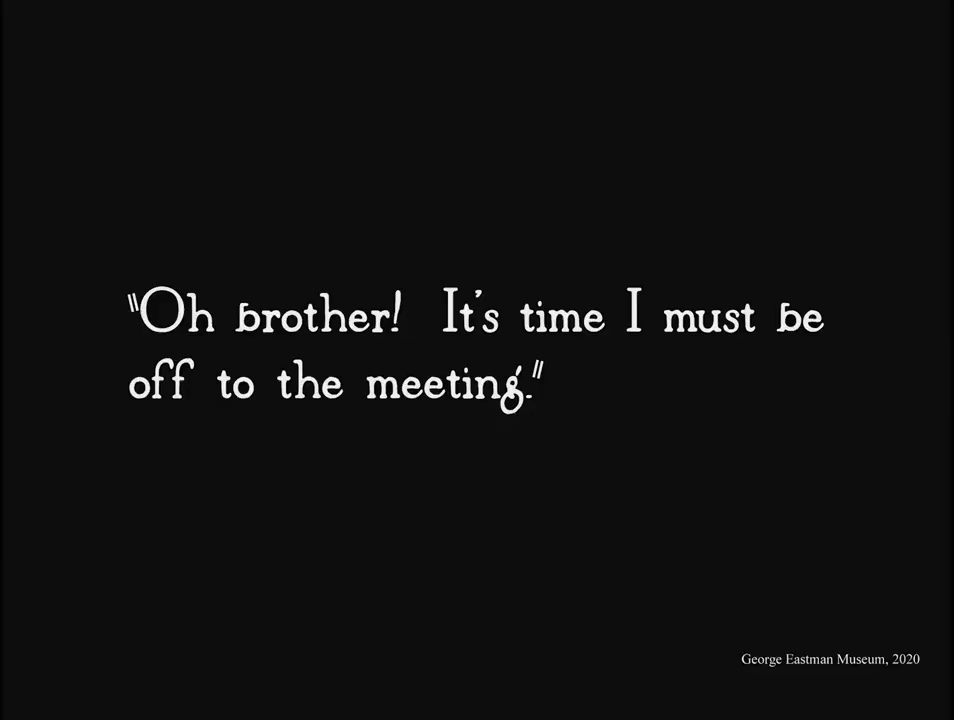 "Oh brother! It's time I must be
off to the meeting."
George Eastman Museum, 2020